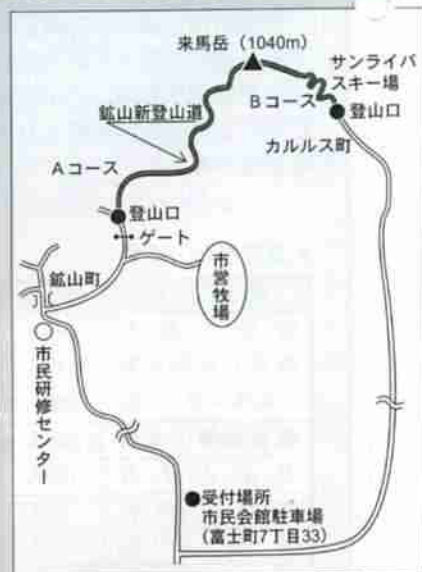 来馬岳（1040m）
サンライバ
スキー場
Bコース
登山口
鉱山新登山道
カルルス町
Aコース
登山口
ゲート
市営牧場
鉱山町
市民研修センター
受付場所
市民会館駐車場
(富士町7丁目33)